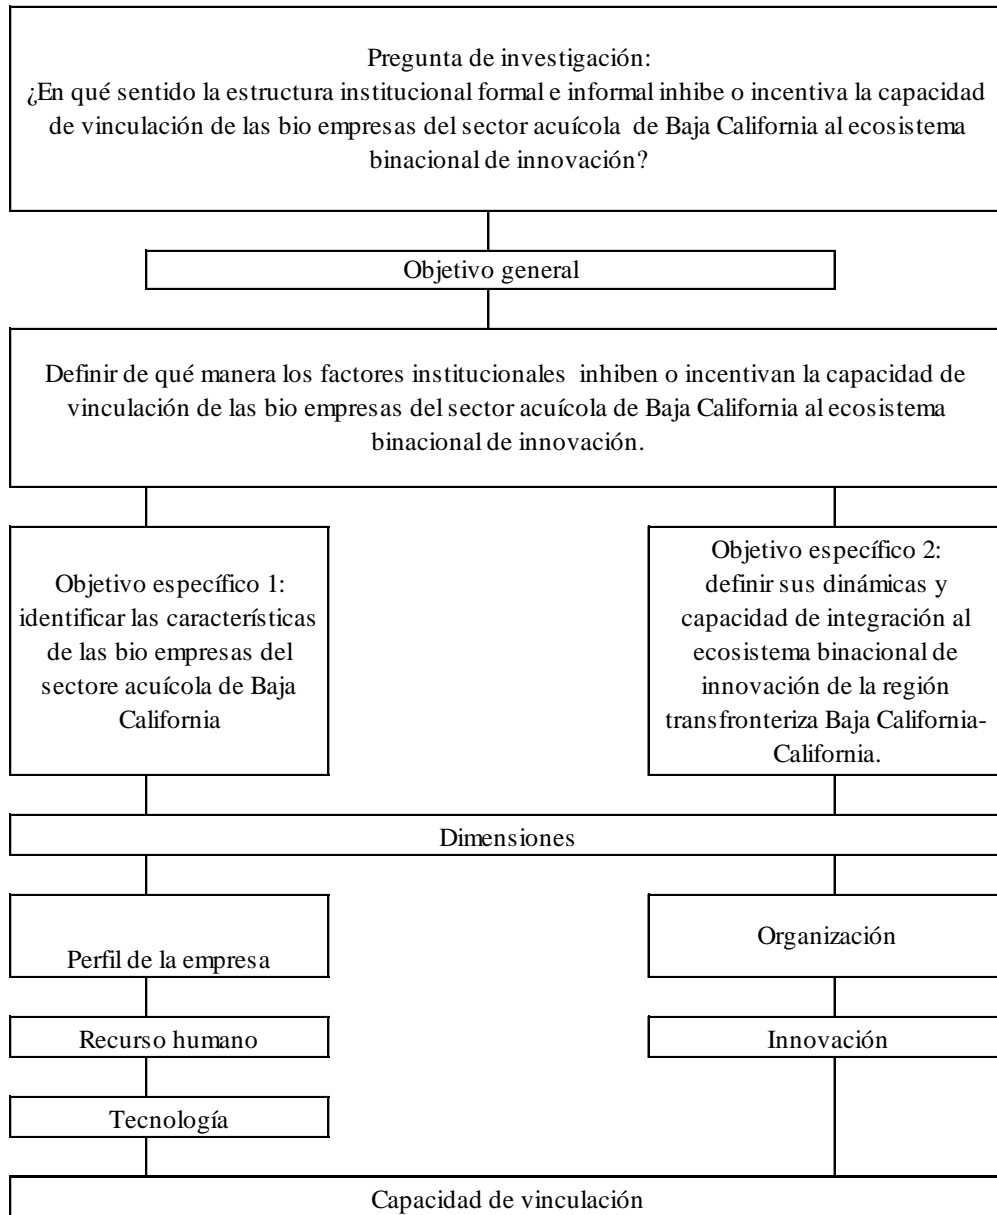 Pregunta de investigación:
¿En qué sentido la estructura institucional formal e informal inhibe o incentiva la capacidad
de vinculación de las bio empresas del sector acuícola de Baja California al ecosistema
binacional de innovación?
Objetivo general
Definir de qué manera los factores institucionales inhiben o incentivan la capacidad de
vinculación de las bio empresas del sector acuícola de Baja California al ecosistema
binacional de innovación.
Objetivo específico 1:
identificar las características
de las bio empresas del
sectore acuícola de Baja
California
Objetivo específico 2:
definir sus dinámicas y
capacidad de integración al
ecosistema binacional de
innovación de la región
transfronteriza Baja California-
California.
Dimensiones
Perfil de la empresa
Organización
Recurso humano
Innovación
Tecnología
Capacidad de vinculación